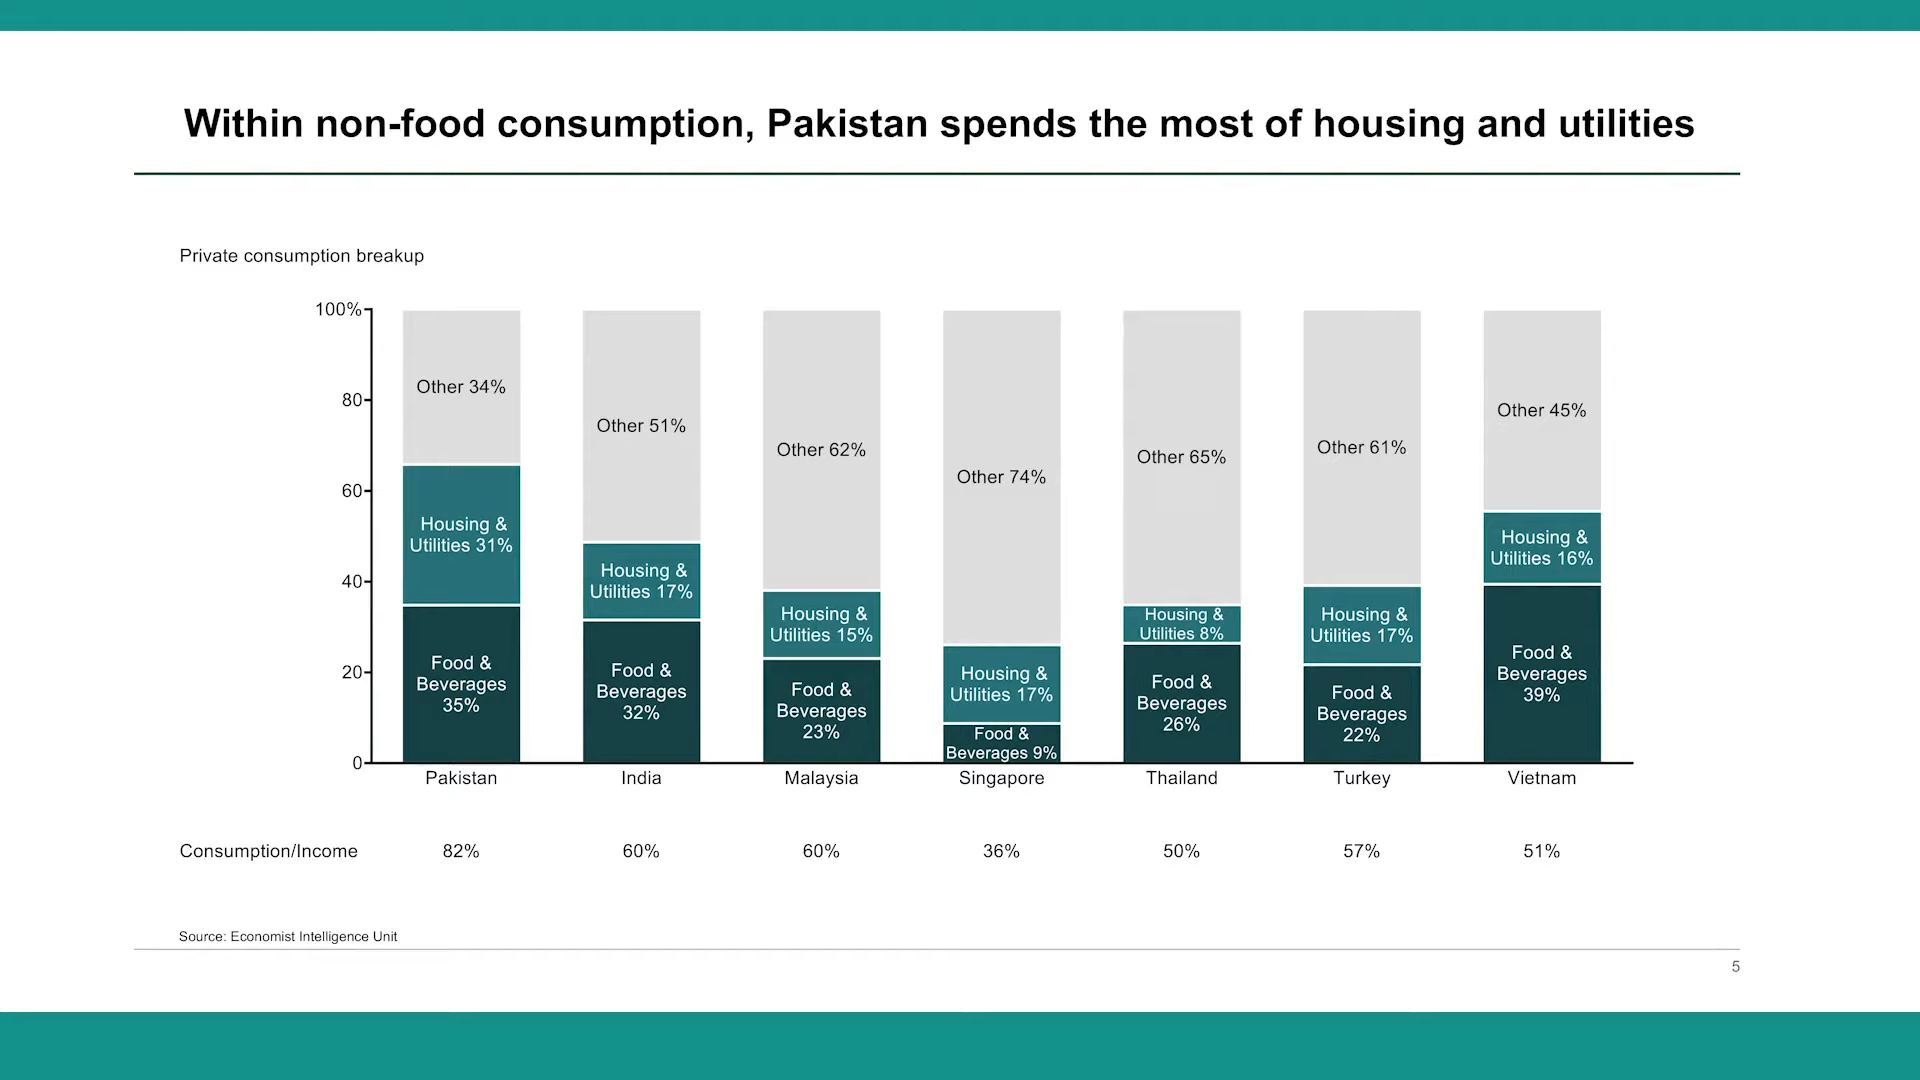 Within non-food consumption, Pakistan spends the most of housing and utilities
Private consumption breakup
100%
80
60
40
20
0
Other 34%
Housing &
Utilities 31%
Food &
Beverages
35%
Pakistan
Other 51%
Housing &
Utilities 17%
Food &
Beverages
32%
India
Other 62%
Housing &
Utilities 15%
Food &
Beverages
23%
Malaysia
Other 74%
Housing &
Utilities 17%
Food &
Beverages 9%
Singapore
Other 65%
Housing &
Utilities 8%
Food &
Beverages
26%
Thailand
Other 61%
Housing &
Utilities 17%
Food &
Beverages
22%
Turkey
Other 45%
Housing &
Utilities 16%
Food &
Beverages
39%
Vietnam
Consumption/Income 82% 60% 60% 36% 50% 57% 51%
Source: Economist Intelligence Unit
5